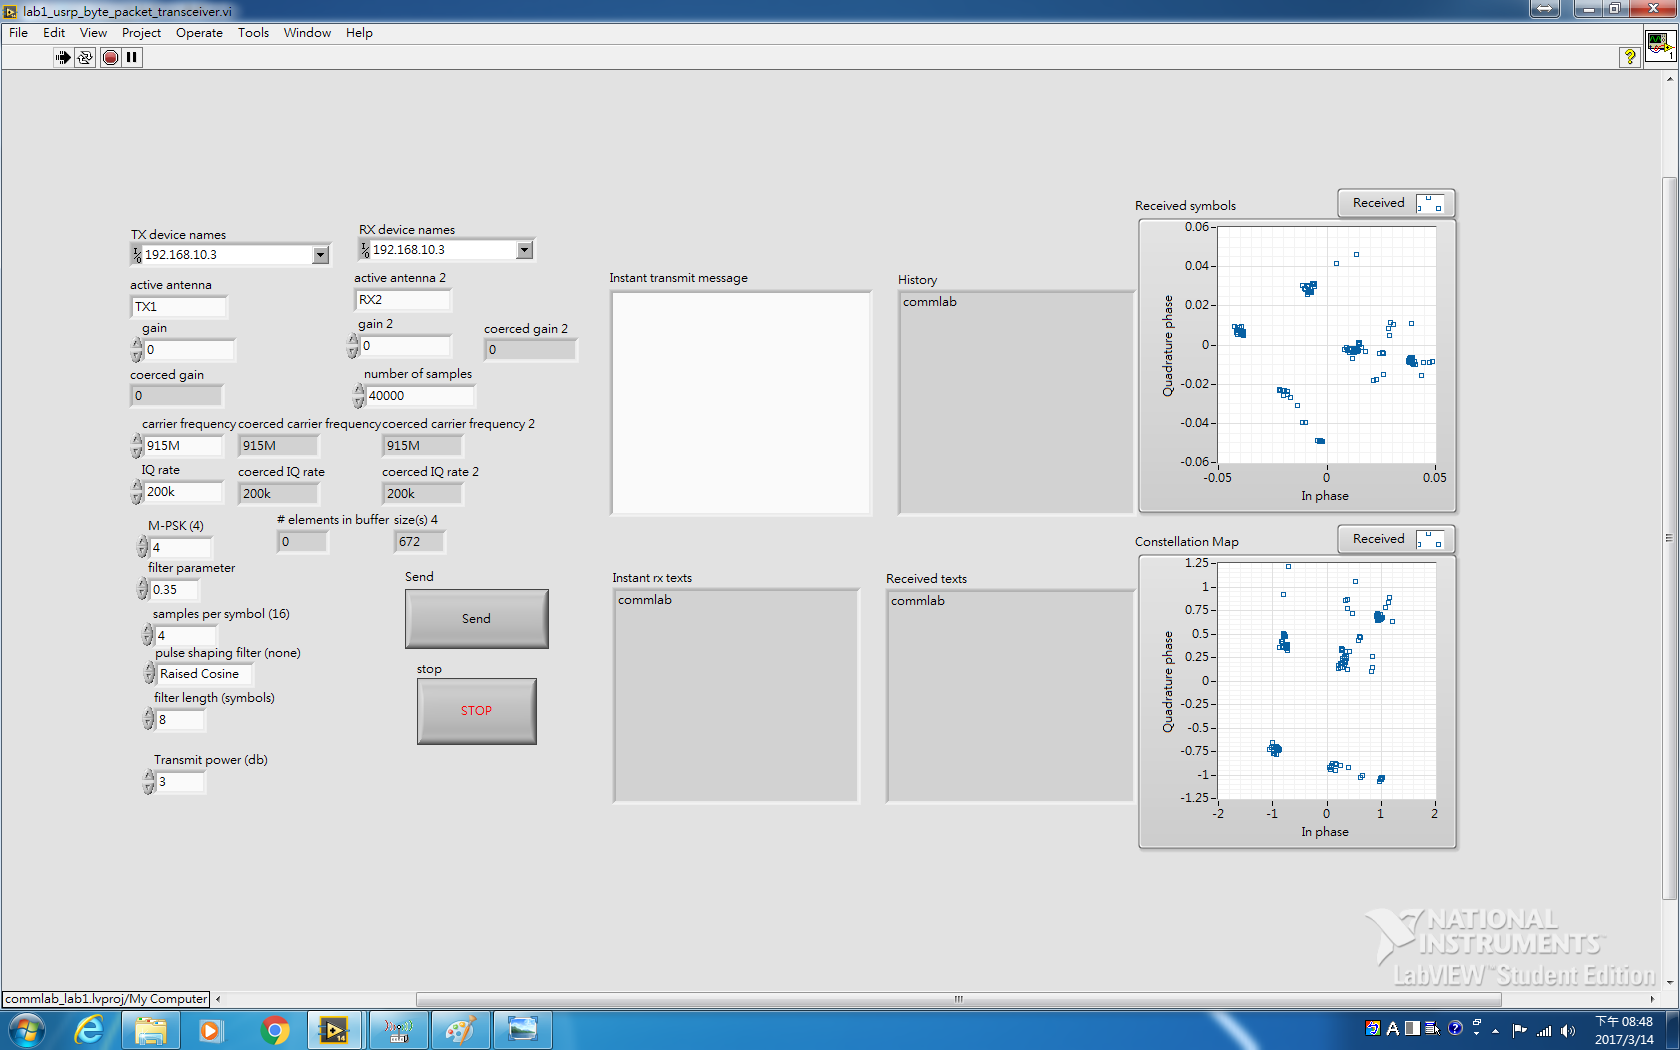 lab1_usrp_byte_packet_transceiver.vi
File Edit View Project Operate Tools Window Help
TX device names
192.168.10.3
active antenna
TX1
gain
0
coerced gain
0
carrier frequency
915M
coerced carrier frequency
915M
coerced carrier frequency 2
915M
IQ rate
200k
coerced IQ rate
200k
coerced IQ rate 2
200k
RX device names
192.168.10.3
active antenna 2
RX2
gain 2
0
coerced gain 2
0
number of samples
40000
M-PSK (4)
4
# elements in buffer
0
size(s) 4
672
filter parameter
0.35
samples per symbol (16)
4
pulse shaping filter (none)
Raised Cosine
filter length (symbols)
8
Transmit power (db)
3
Send
Send
stop
STOP
Instant transmit message
History
commlab
Instant rx texts
commlab
Received texts
commlab
Received symbols
Received
0.06
0.04
0.02
0
-0.02
-0.04
-0.06
Quadrature phase
-0.05 0 0.05
In phase
Constellation Map
Received
1.25
1
0.75
0.5
0.25
0
-0.25
-0.5
-0.75
-1
-1.25
Quadrature phase
-2 -1 0 1 2
In phase
NATIONAL
INSTRUMENTS™
LabVIEW™ Student Edition
commlab_lab1.lvproj/My Computer
14
下午 08:48
2017/3/14